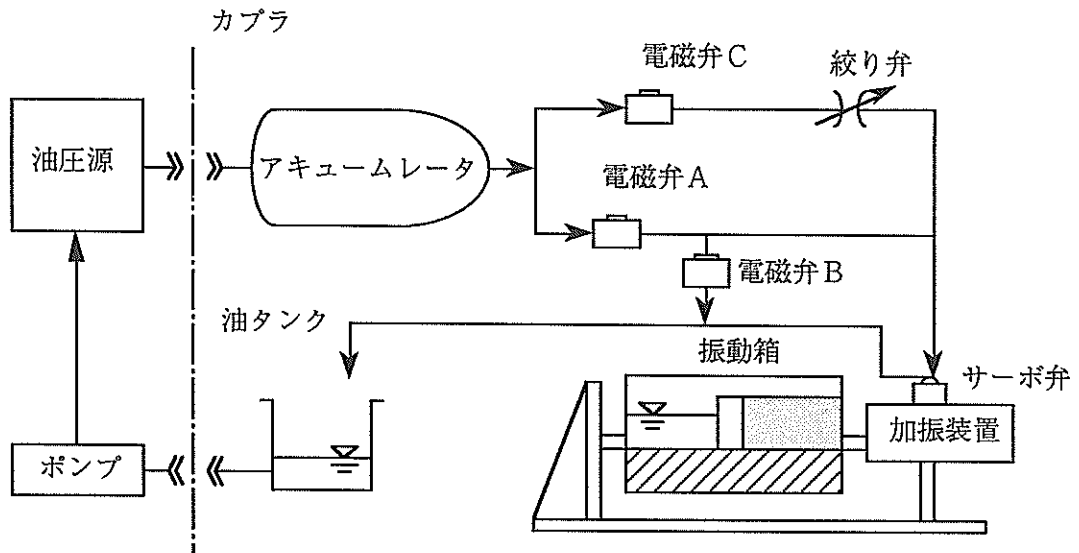 カプラ
電磁弁C
絞り弁
油圧源
アキュームレータ
電磁弁A
電磁弁B
油タンク
振動箱
サーボ弁
加振装置
ポンプ